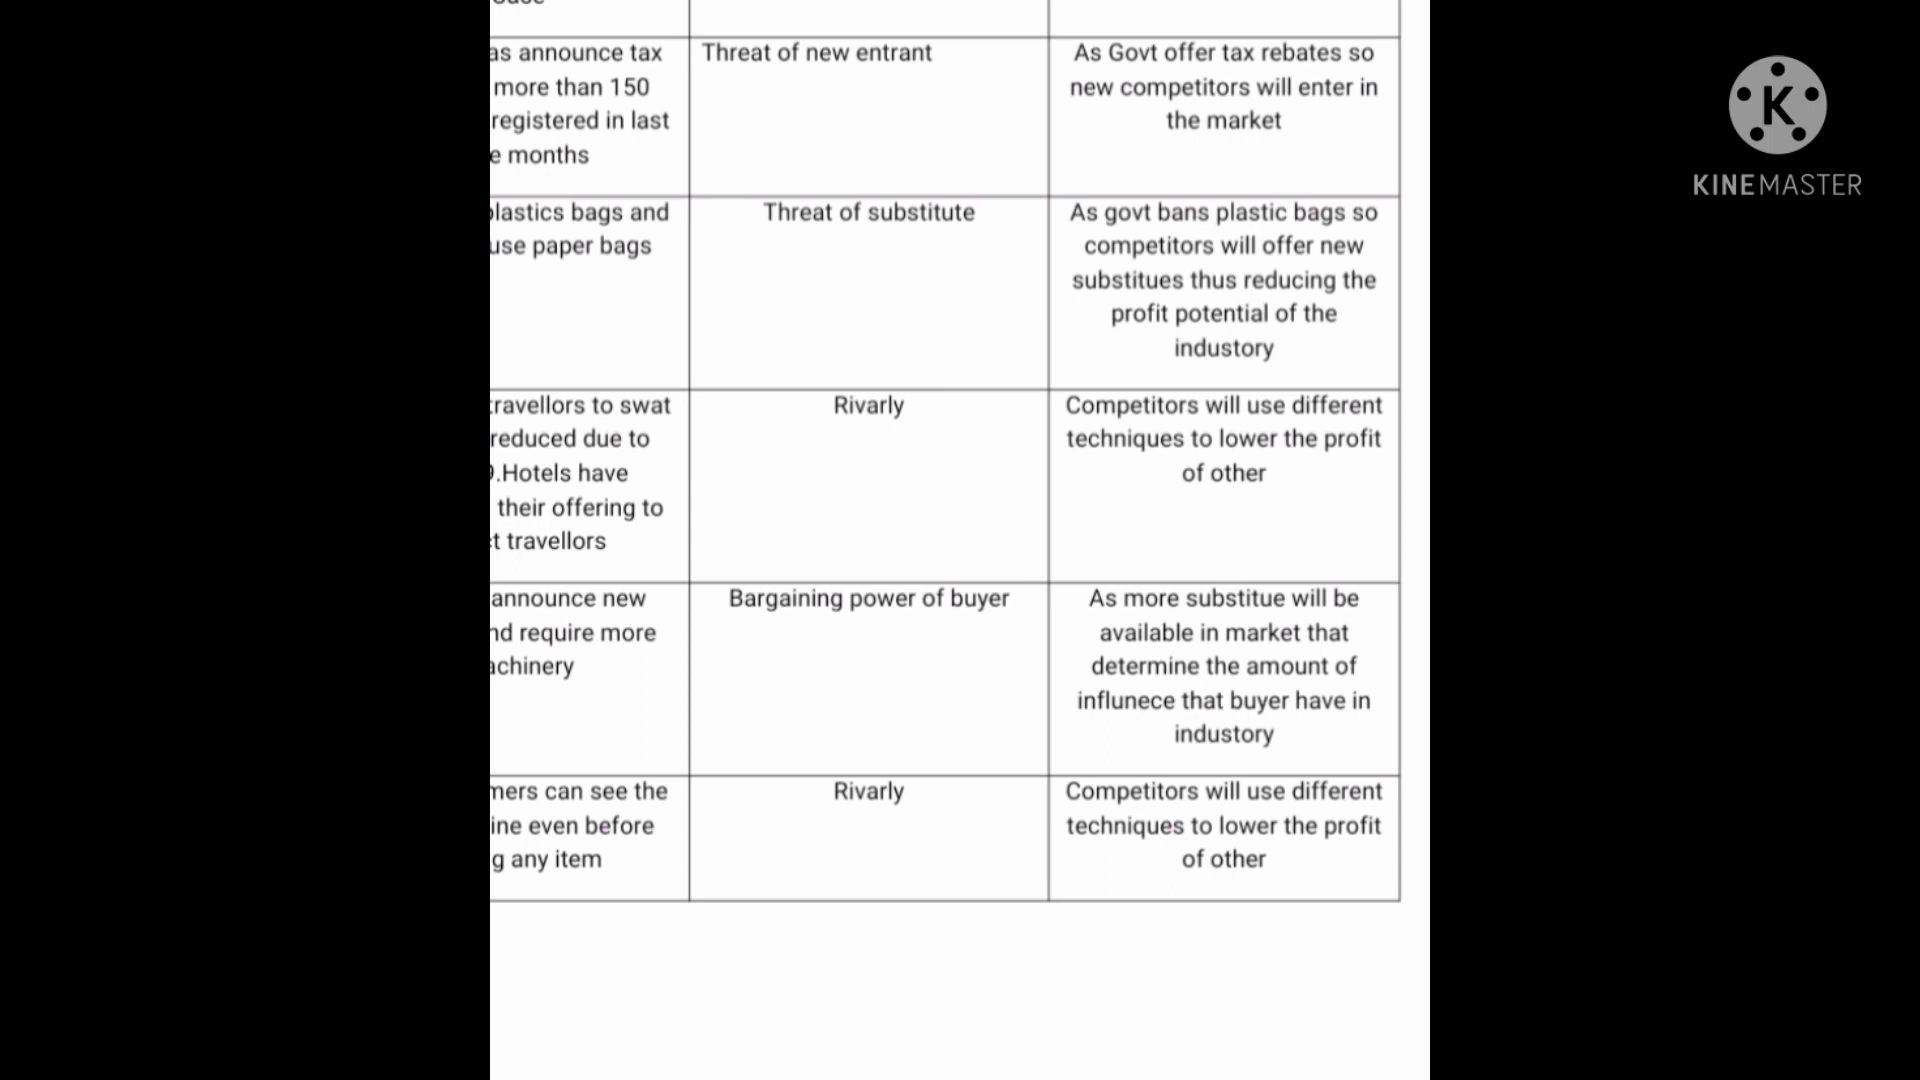 as announce tax
more than 150
registered in last
months
Threat of new entrant
As Govt offer tax rebates so
new competitors will enter in
the market
plastics bags and
use paper bags
Threat of substitute
As govt bans plastic bags so
competitors will offer new
substitues thus reducing the
profit potential of the
industory
travellors to swat
reduced due to
.Hotels have
their offering to
travellors
Rivarly
Competitors will use different
techniques to lower the profit
of other
announce new
require more
achinery
Bargaining power of buyer
As more substitue will be
available in market that
determine the amount of
influnece that buyer have in
industory
mers can see the
ine even before
g any item
Rivarly
Competitors will use different
techniques to lower the profit
of other
K
KINEMASTER